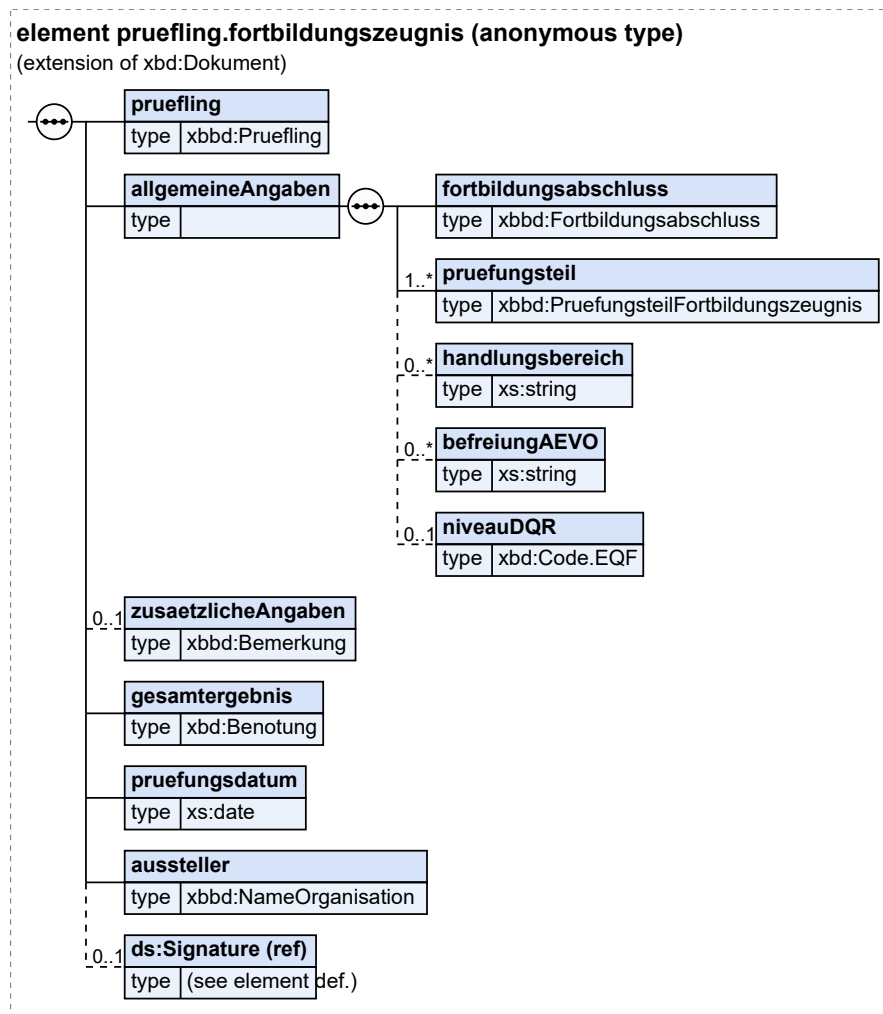 element pruefling.fortbildungszeugnis (anonymous type)
(extension of xbd:Dokument)
pruefling
type xbbd:Pruefling
allgemeineAngaben
type
fortbildungsabschluss
type xbbd:Fortbildungsabschluss
1..* pruefungsteil
type xbbd:PruefungsteilFortbildungszeugnis
0..* handlungsbereich
type xs:string
0..* befreiungAEVO
type xs:string
0..1 niveauDQR
type xbd:Code.EQF
0..1 zusaetzlicheAngaben
type xbbd:Bemerkung
gesamtergebnis
type xbd:Benotung
pruefungsdatum
type xs:date
aussteller
type xbbd:NameOrganisation
0..1 ds:Signature (ref)
type (see element def.)